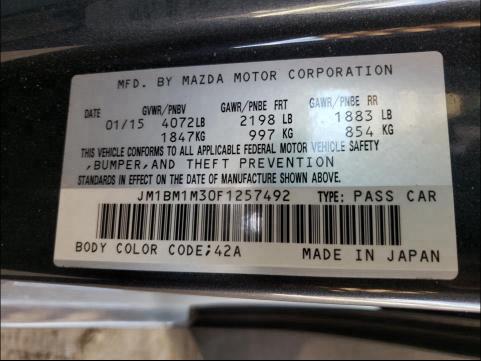 MFD. BY MAZDA MOTOR CORPORATION
DATE GVWR/PNBV GAWR/PNBE FRT GAWR/PNBE RR
01/15 4072LB 2198 LB 1883 LB
1847KG 997 KG 854 KG
THIS VEHICLE CONFORMS TO ALL APPLICABLE FEDERAL MOTOR VEHICLE SAFETY
,BUMPER,AND THEFT PREVENTION
STANDARDS IN EFFECT ON THE DATE OF MANUFACTURE SHOWN ABOVE.
JM1BM1M30F1257492 TYPE: PASS CAR
BODY COLOR CODE;42A MADE IN JAPAN